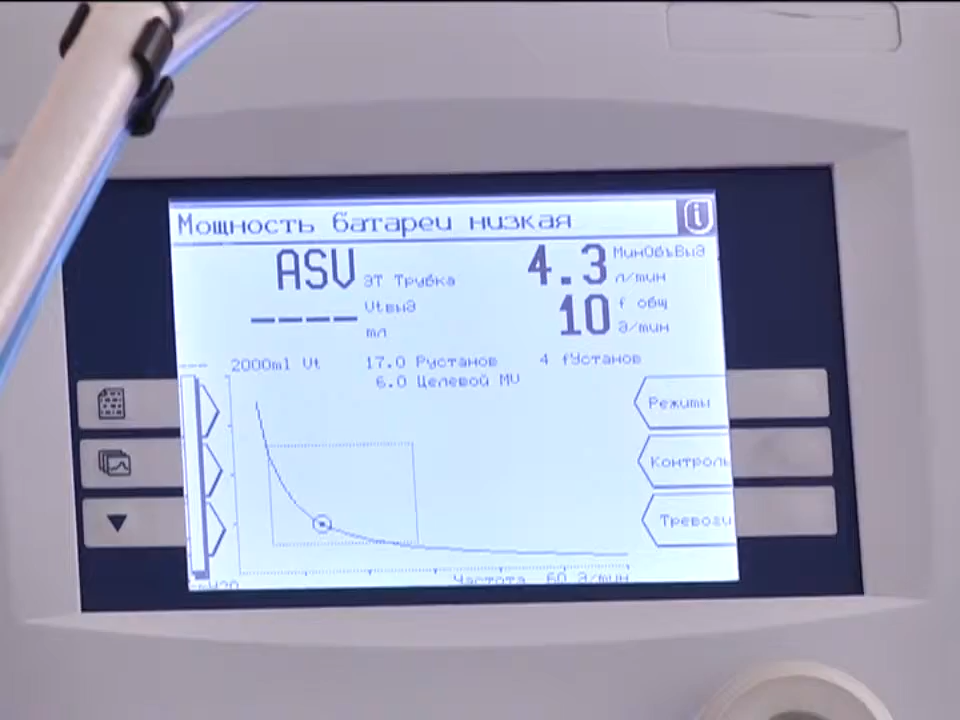 Мощность батареи низкая
i
ASV ЭТ Трубка
4.3 МинОбъВыд
л/мин
---- Vtвыд
мл
10 f общ
д/мин
--- 2000ml Vt 17.0 Pустанов 4 fУстанов
6.0 Целевой MV
Режимы
Контроль
Тревоги
Частота 60 д/мин